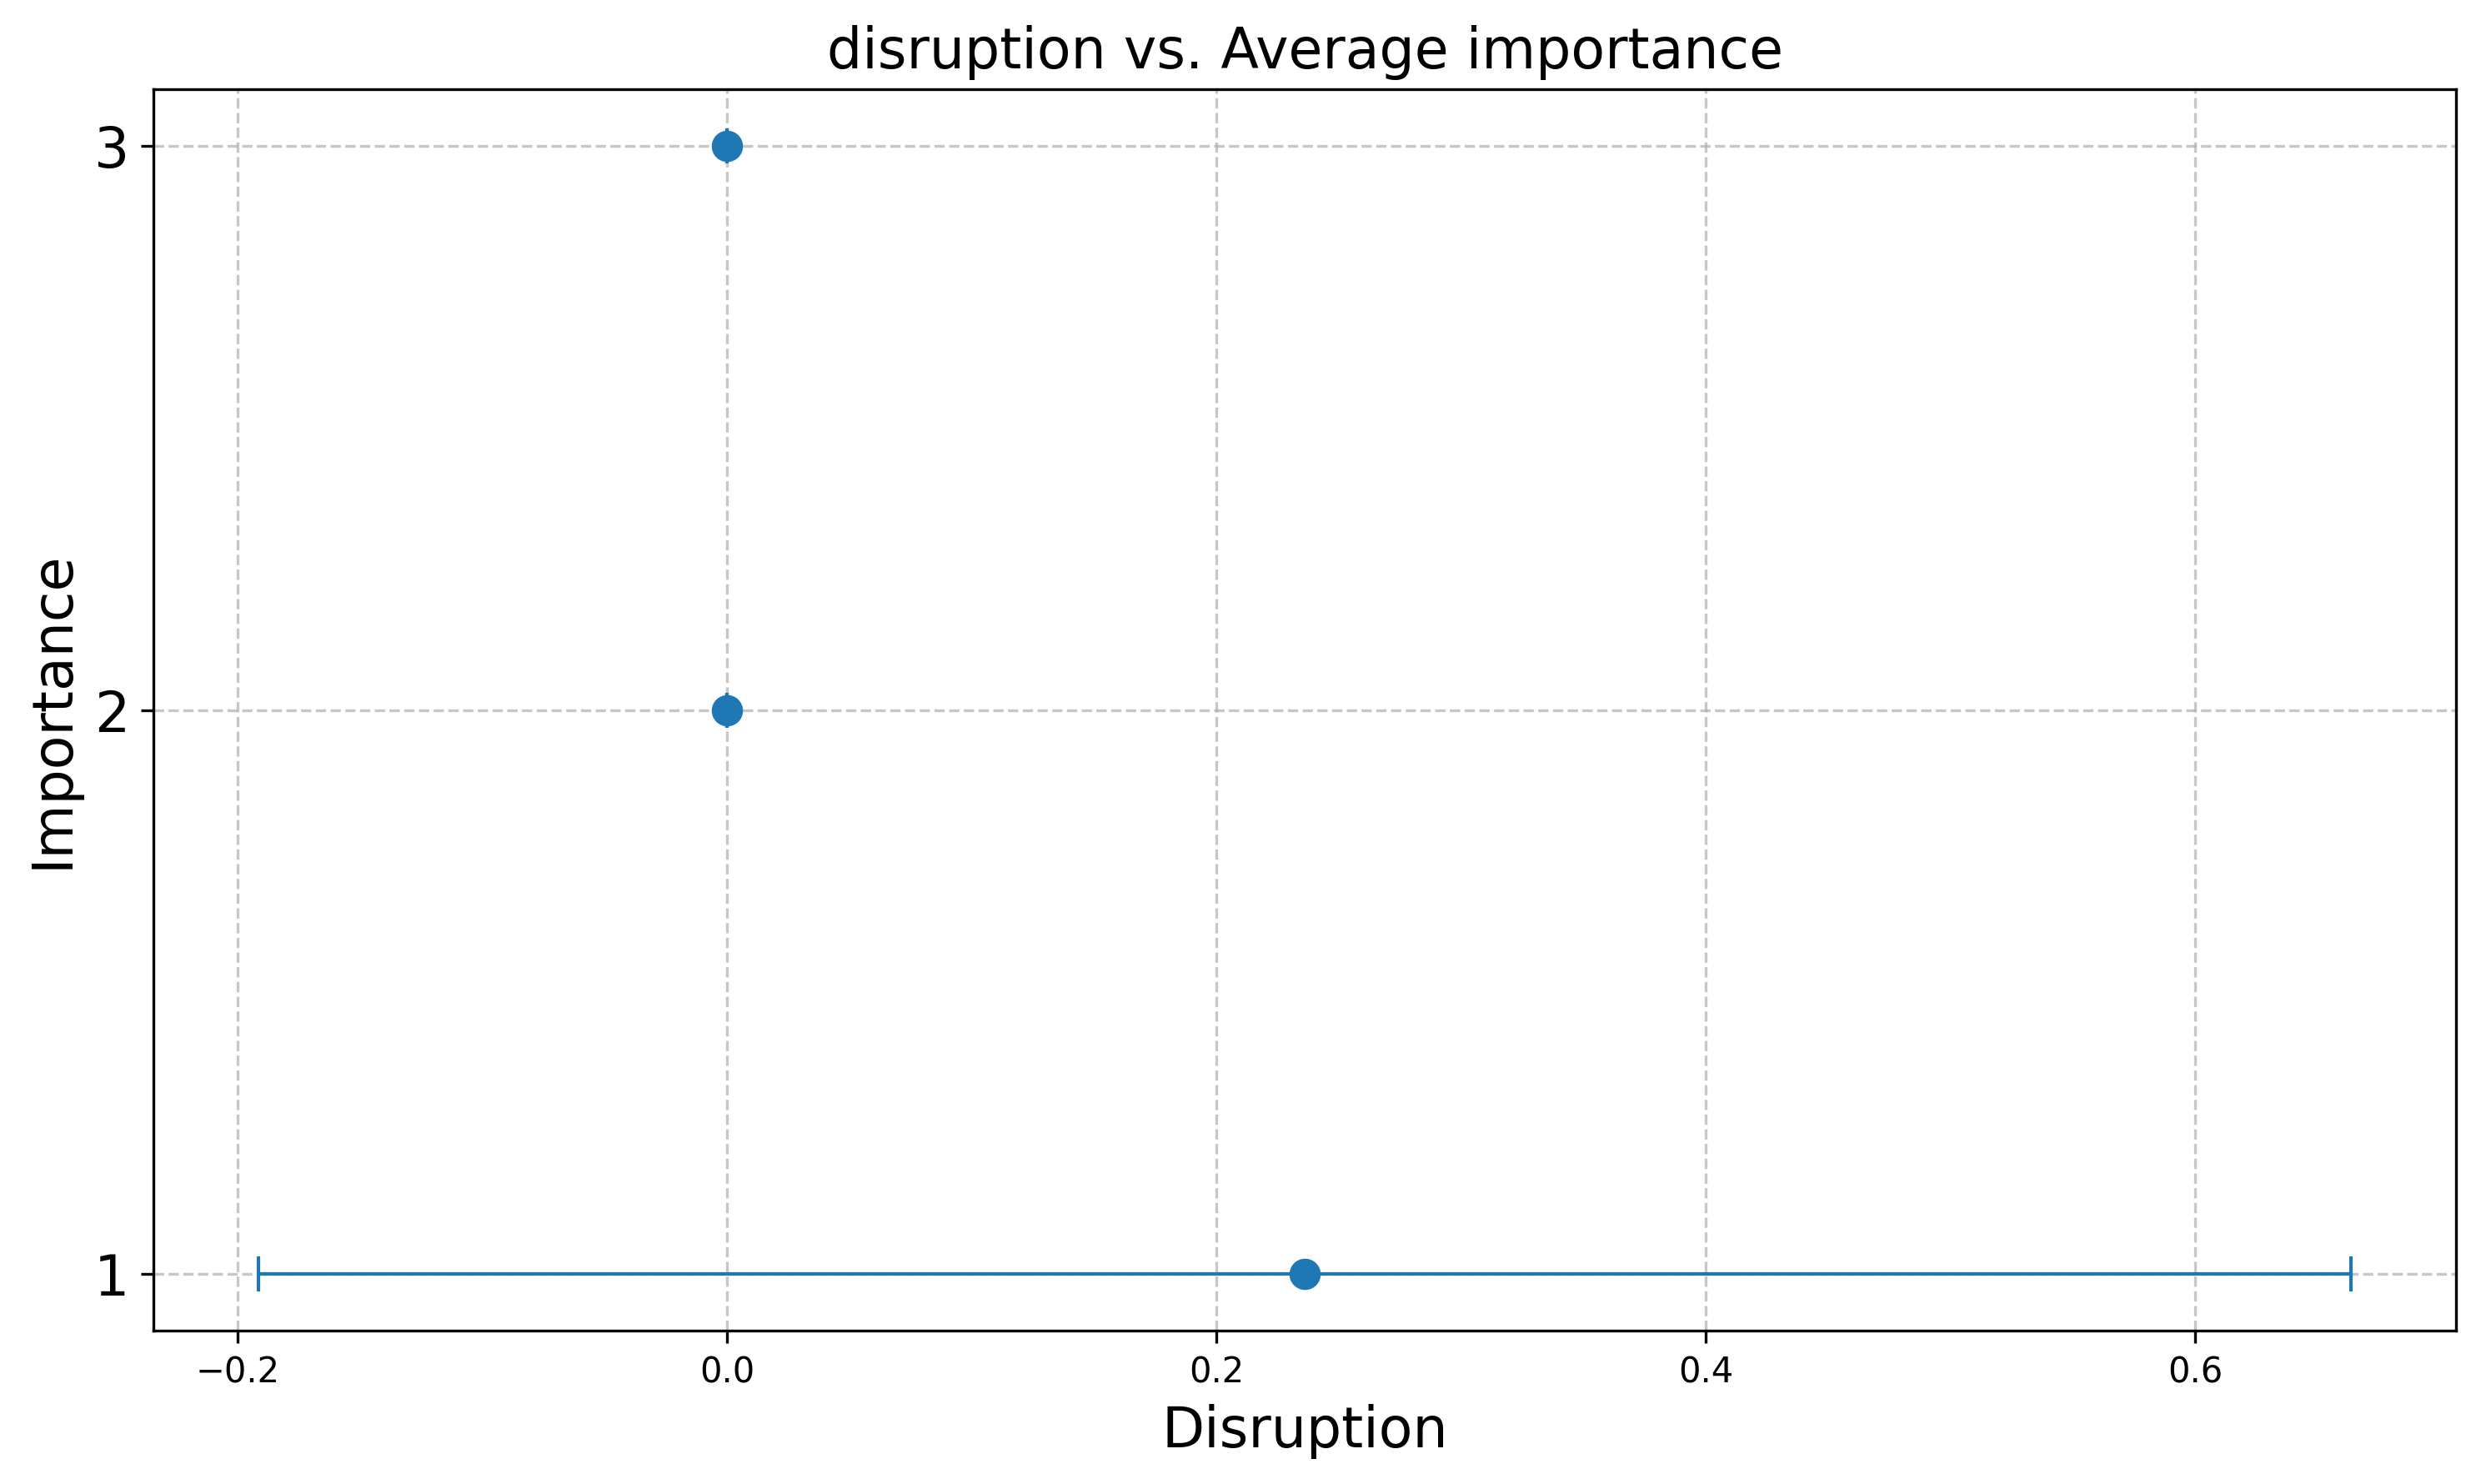 disruption vs. Average importance
3
2
1
Importance
−0.2 0.0 0.2 0.4 0.6
Disruption